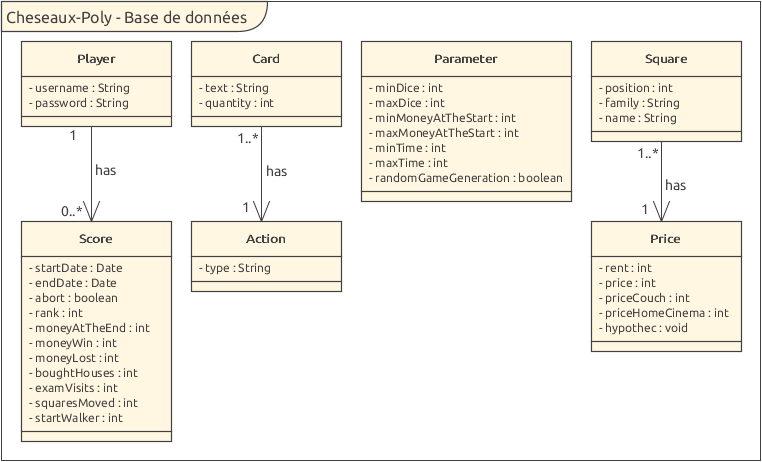 Cheseaux-Poly - Base de données
Player
- username : String
- password : String
1
has
0..*
Score
- startDate : Date
- endDate : Date
- abort : boolean
- rank : int
- moneyAtTheEnd : int
- moneyWin : int
- moneyLost : int
- boughtHouses : int
- examVisits : int
- squaresMoved : int
- startWalker : int
Card
- text : String
- quantity : int
1..*
has
1
Action
- type : String
Parameter
- minDice : int
- maxDice : int
- minMoneyAtTheStart : int
- maxMoneyAtTheStart : int
- minTime : int
- maxTime : int
- randomGameGeneration : boolean
Square
- position : int
- family : String
- name : String
1..*
has
1
Price
- rent : int
- price : int
- priceCouch : int
- priceHomeCinema : int
- hypothec : void